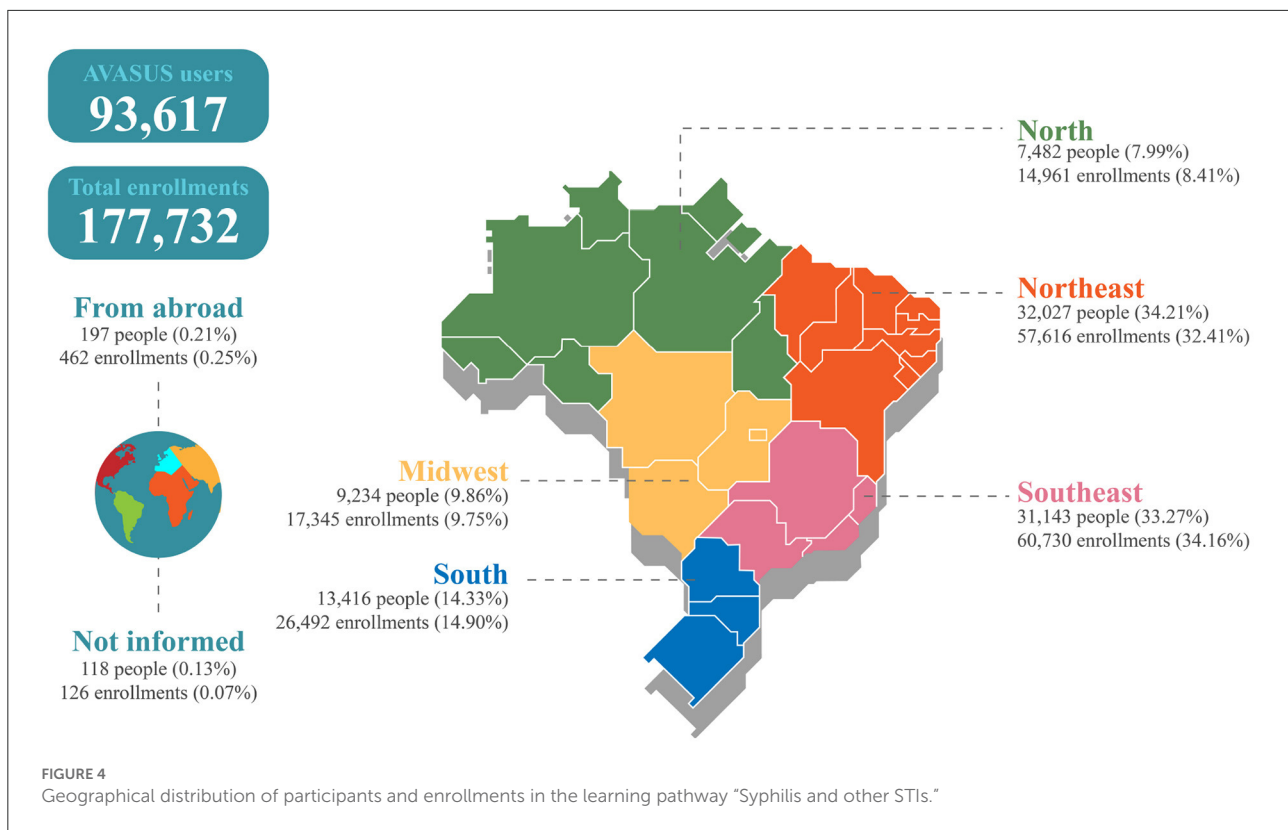 AVASUS users
93,617
Total enrollments
177,732
From abroad
197 people (0.21%)
462 enrollments (0.25%)
Not informed
118 people (0.13%)
126 enrollments (0.07%)
North
7,482 people (7.99%)
14,961 enrollments (8.41%)
Northeast
32,027 people (34.21%)
57,616 enrollments (32.41%)
Midwest
9,234 people (9.86%)
17,345 enrollments (9.75%)
Southeast
31,143 people (33.27%)
60,730 enrollments (34.16%)
South
13,416 people (14.33%)
26,492 enrollments (14.90%)
FIGURE 4
Geographical distribution of participants and enrollments in the learning pathway “Syphilis and other STIs.”